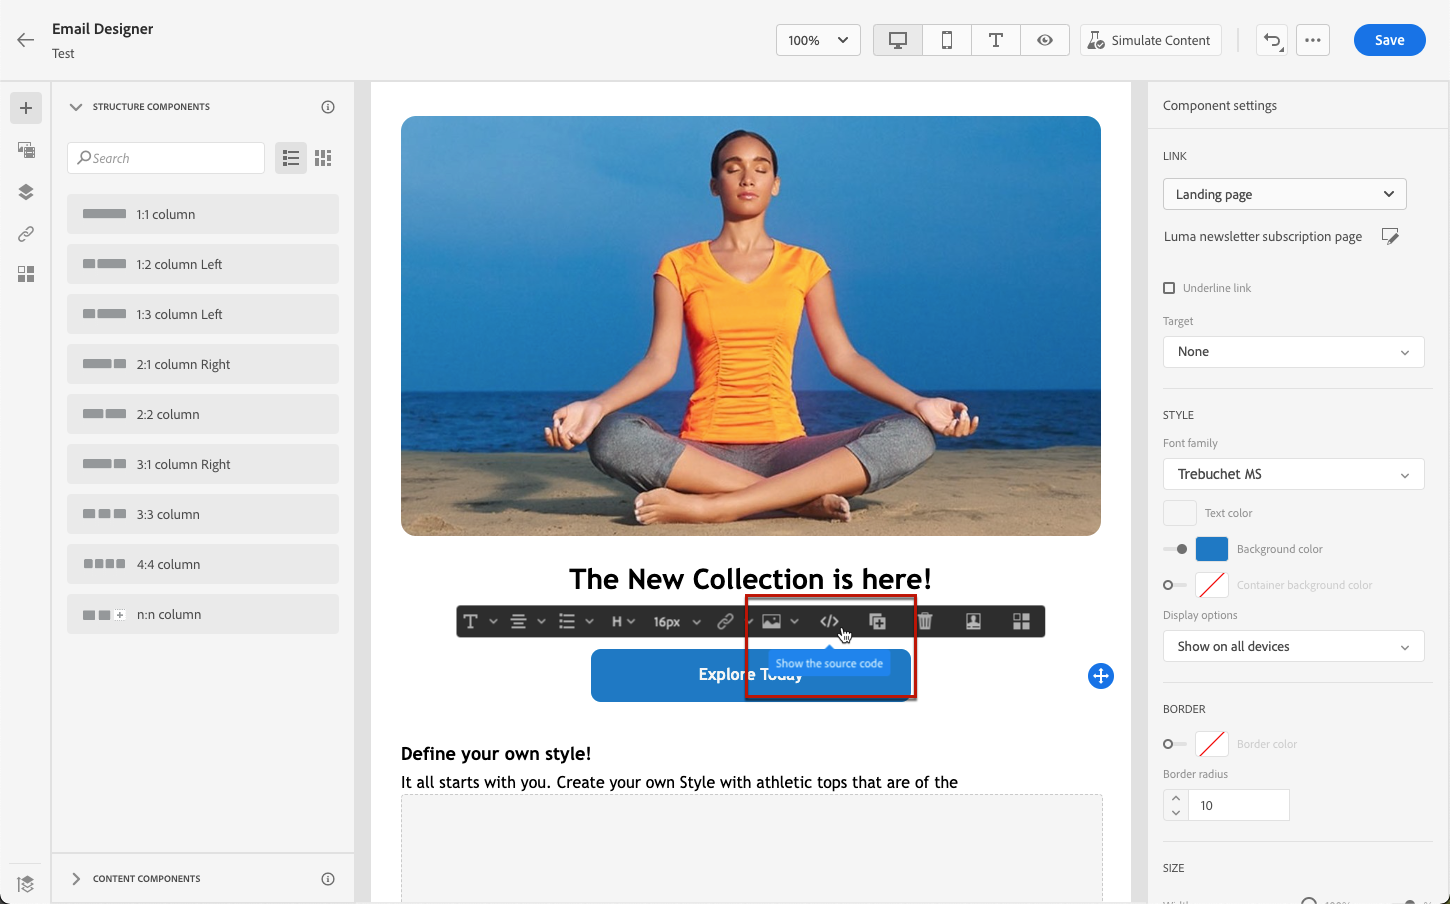 Email Designer
Test
100%
Simulate Content
Save
STRUCTURE COMPONENTS
Search
1:1 column
1:2 column Left
1:3 column Left
2:1 column Right
2:2 column
3:1 column Right
3:3 column
4:4 column
n:n column
CONTENT COMPONENTS
The New Collection is here!
T H 16px
Show the source code
Explore Today
Define your own style!
It all starts with you. Create your own Style with athletic tops that are of the
Component settings
LINK
Landing page
Luma newsletter subscription page
Underline link
Target
None
STYLE
Font family
Trebuchet MS
Text color
Background color
Container background color
Display options
Show on all devices
BORDER
Border color
Border radius
10
SIZE